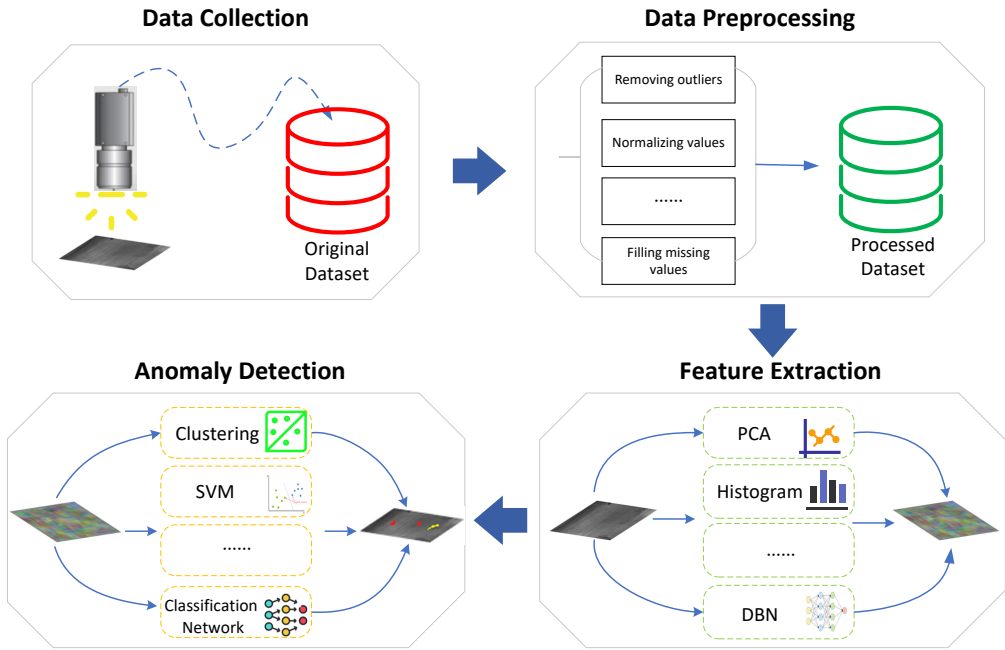 Data Collection
Original
Dataset
Data Preprocessing
Removing outliers
Normalizing values
......
Filling missing
values
Processed
Dataset
Anomaly Detection
Clustering
SVM
......
Classification
Network
Feature Extraction
PCA
Histogram
......
DBN